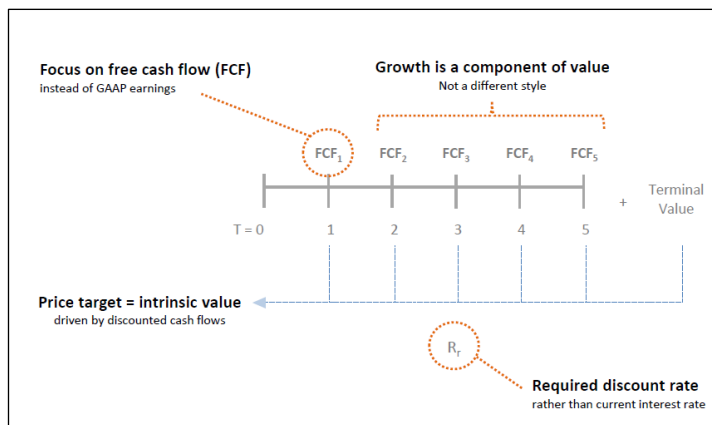 Focus on free cash flow (FCF)
instead of GAAP earnings
Growth is a component of value
Not a different style
FCF1 FCF2 FCF3 FCF4 FCF5
+ Terminal
Value
T = 0 1 2 3 4 5
Price target = intrinsic value
driven by discounted cash flows
Rr
Required discount rate
rather than current interest rate